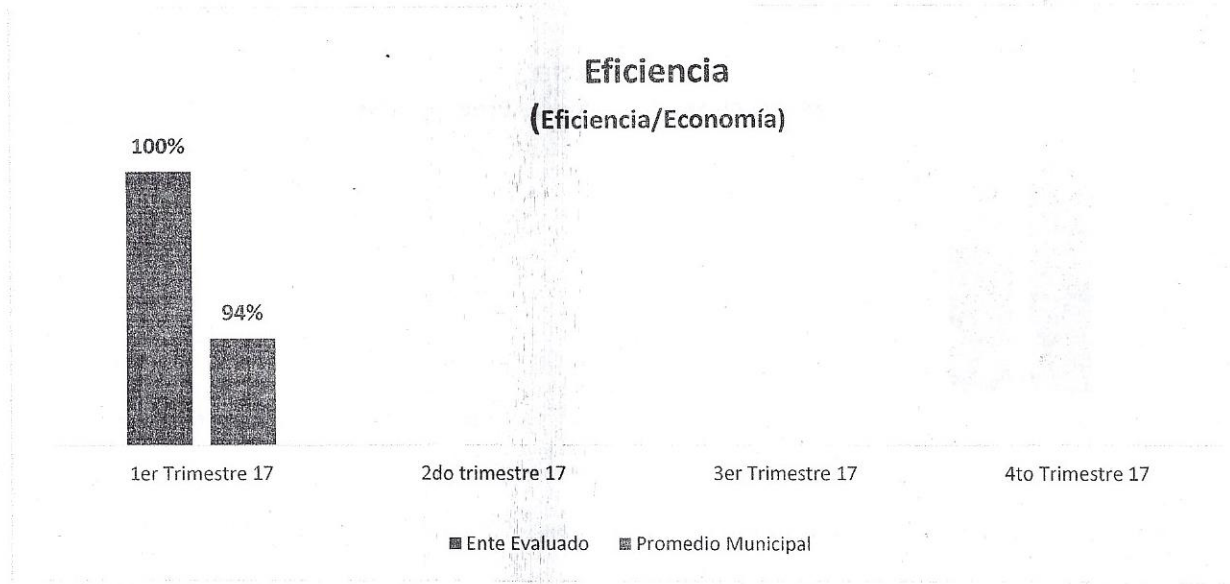 Eficiencia
(Eficiencia/Economía)
100%
94%
1er Trimestre 17 2do trimestre 17 3er Trimestre 17 4to Trimestre 17
Ente Evaluado Promedio Municipal